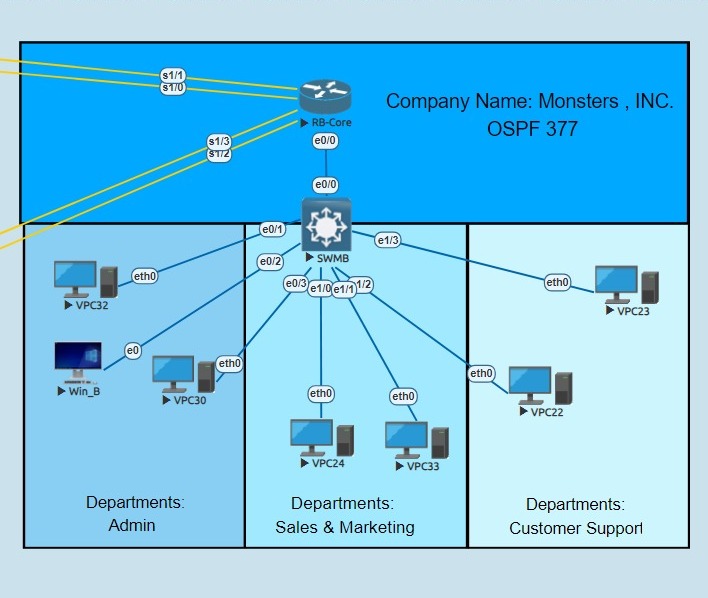 s1/1
s1/0
RB-Core
Company Name: Monsters , INC.
OSPF 377
s1/3
s1/2
e0/0
e0/0
e0/1
SWMB
e1/3
e0/2
eth0
VPC32
e0/3
e1/0
e1/1
1/2
eth0
VPC23
e0
Win_B
eth0
VPC30
eth0
VPC22
eth0
VPC24
eth0
VPC33
Departments:
Admin
Departments:
Sales & Marketing
Departments:
Customer Support